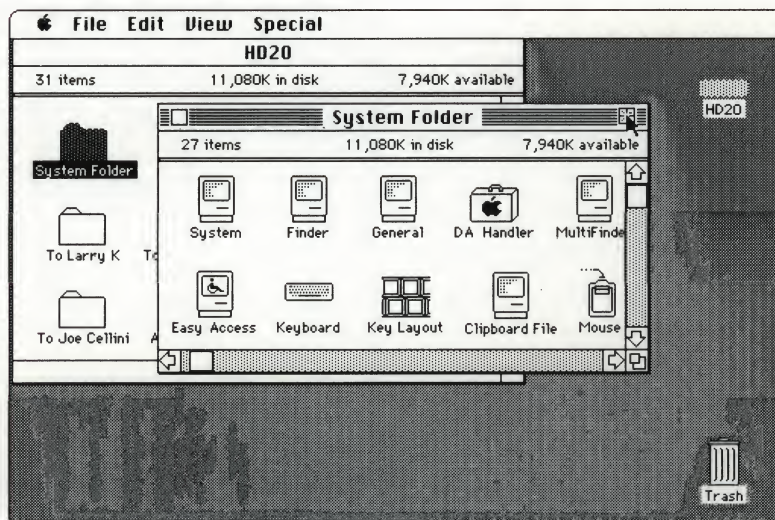 File Edit View Special
HD20
31 items 11,080K in disk 7,940K available
HD20
System Folder
27 items 11,080K in disk 7,940K available
System Folder
System Finder General DA Handler MultiFinde
To Larry K
Easy Access Keyboard Key Layout Clipboard File Mouse
To Joe Cellini
Trash